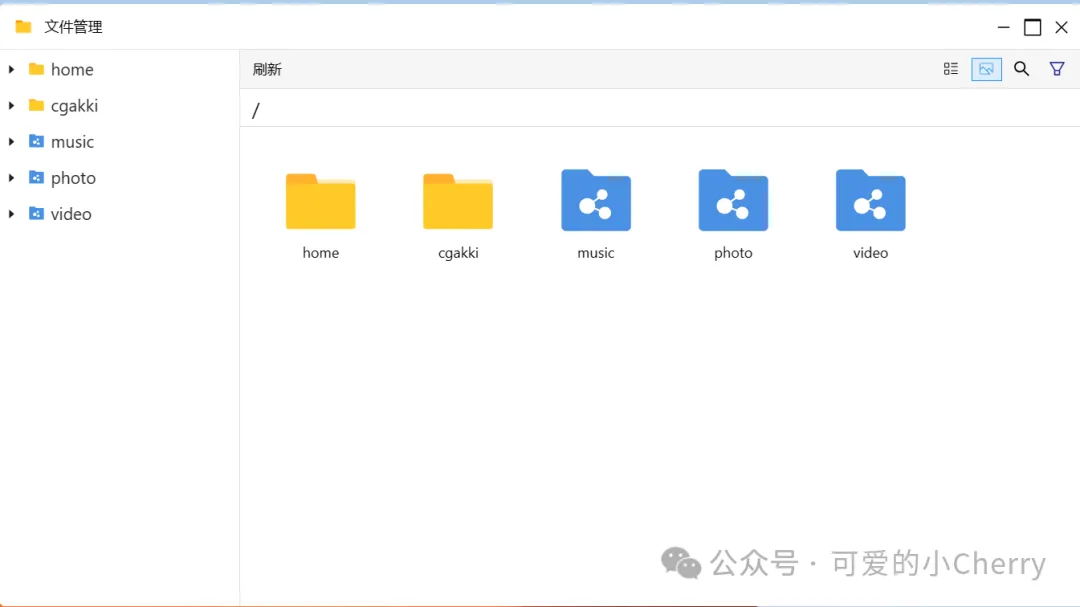 文件管理
home
cgakki
music
photo
video
刷新
/
home cgakki music photo video
公众号 · 可爱的小Cherry